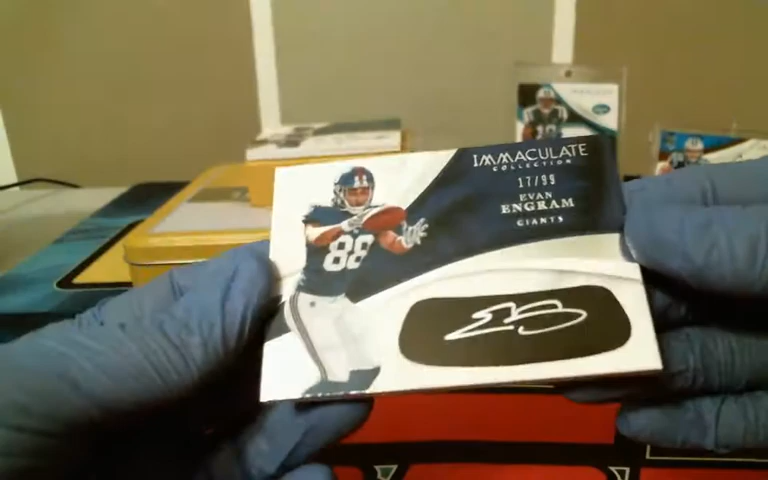 IMMACULATE
COLLECTION
17/99
EVAN
ENGRAM
GIANTS
88